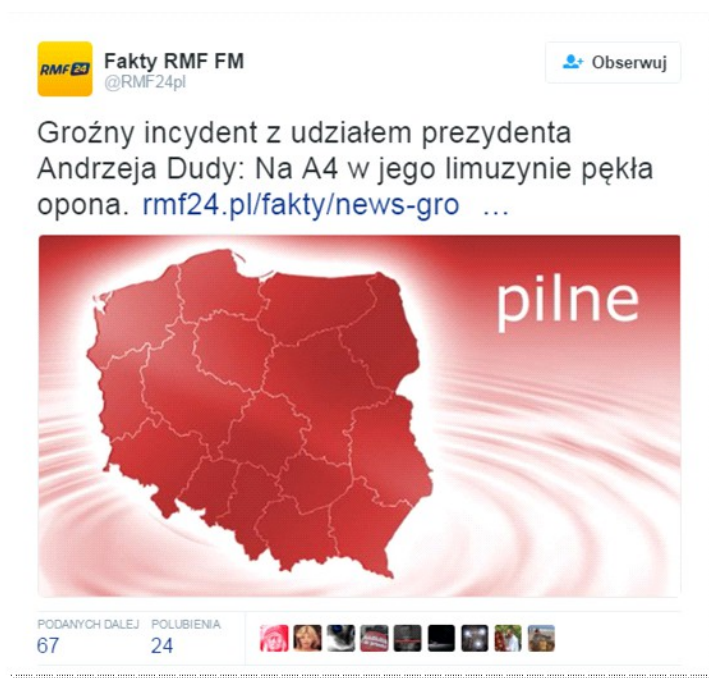 RMF24
Fakty RMF FM
@RMF24pl
Obserwuj
Groźny incydent z udziałem prezydenta
Andrzeja Dudy: Na A4 w jego limuzynie pękła
opona. rmf24.pl/fakty/news-gro ...
pilne
PODANYCH DALEJ POLUBIENIA
67 24